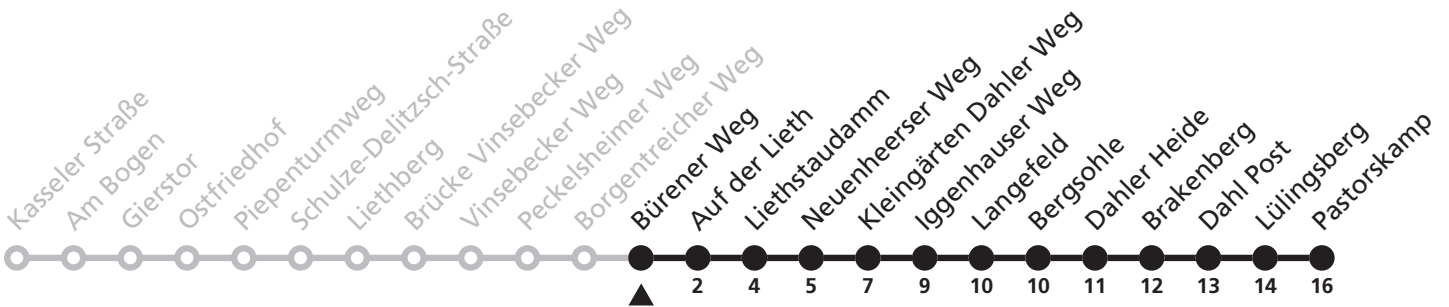 Kasseler Straße
Am Bogen
Gierstor
Ostfriedhof
Piepenturmweg
Schulze-Delitzsch-Straße
Liethberg
Brücke Vinsebecker Weg
Vinsebecker Weg
Peckelsheimer Weg
Borgentreicher Weg
Bürener Weg
Auf der Lieth
Liethstaudamm
Neuenheerser Weg
Kleingärten Dahler Weg
Iggenhauser Weg
Langefeld
Bergsohle
Dahler Heide
Brakenberg
Dahl Post
Lülingsberg
Pastorskamp
2 4 5 7 9 10 10 11 12 13 14 16